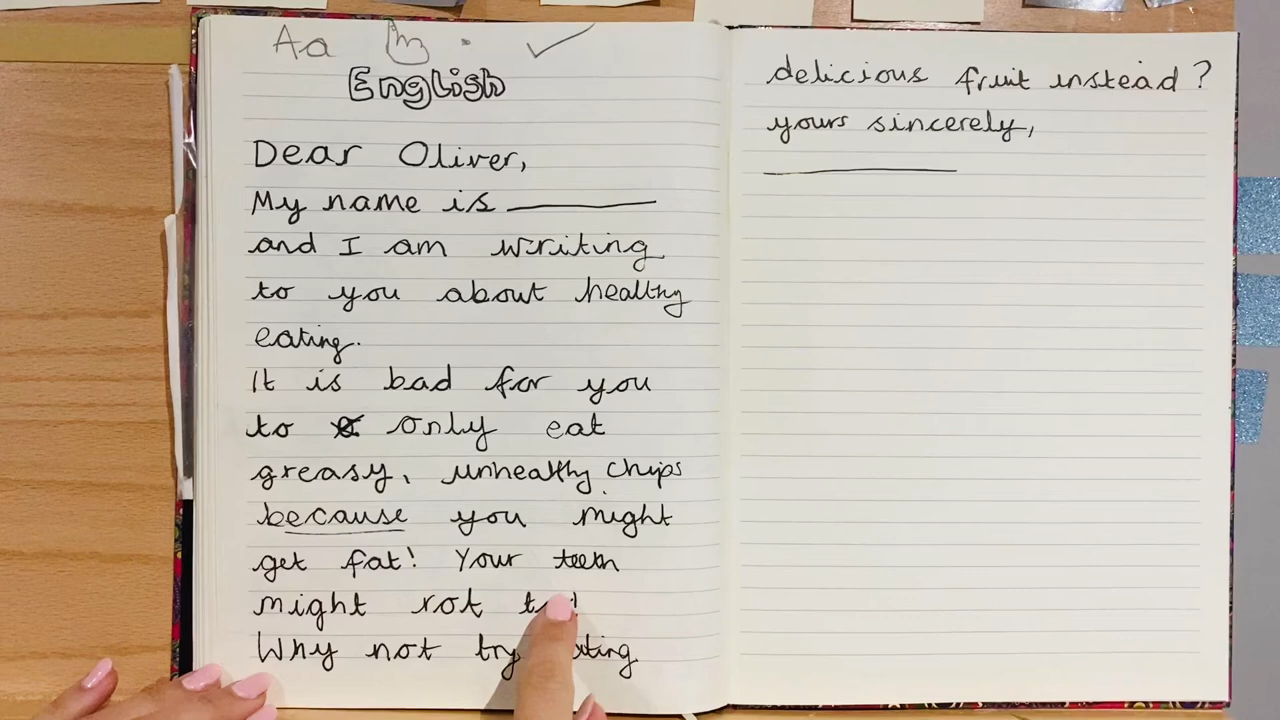 Aa
English
Dear Oliver,
My name is
and I am writing
to you about healthy
eating.
It is bad for you
to only eat
greasy, unhealthy chips
because you might
get fat! Your teeth
might rot
Why not try
delicious fruit instead?
yours sincerely,